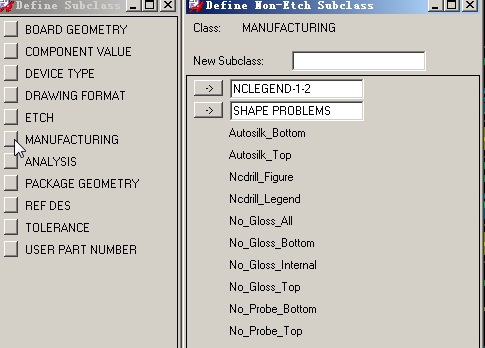 Define Subclass
BOARD GEOMETRY
COMPONENT VALUE
DEVICE TYPE
DRAWING FORMAT
ETCH
MANUFACTURING
ANALYSIS
PACKAGE GEOMETRY
REF DES
TOLERANCE
USER PART NUMBER
Define Non-Etch Subclass
Class: MANUFACTURING
New Subclass:
-> NCLEGEND-1-2
-> SHAPE PROBLEMS
Autosilk_Bottom
Autosilk_Top
Ncdrill_Figure
Ncdrill_Legend
No_Gloss_All
No_Gloss_Bottom
No_Gloss_Internal
No_Gloss_Top
No_Probe_Bottom
No_Probe_Top